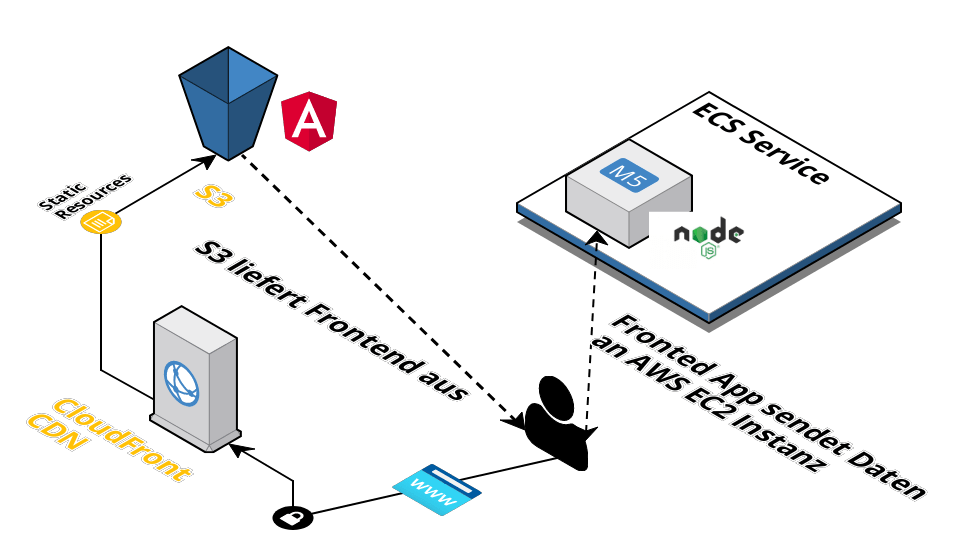 ECS Service
M5
node
JS
Static
Resources
S3
S3 liefert Frontend aus
Fronted App sendet Daten
an AWS EC2 Instanz
CloudFront
CDN
www